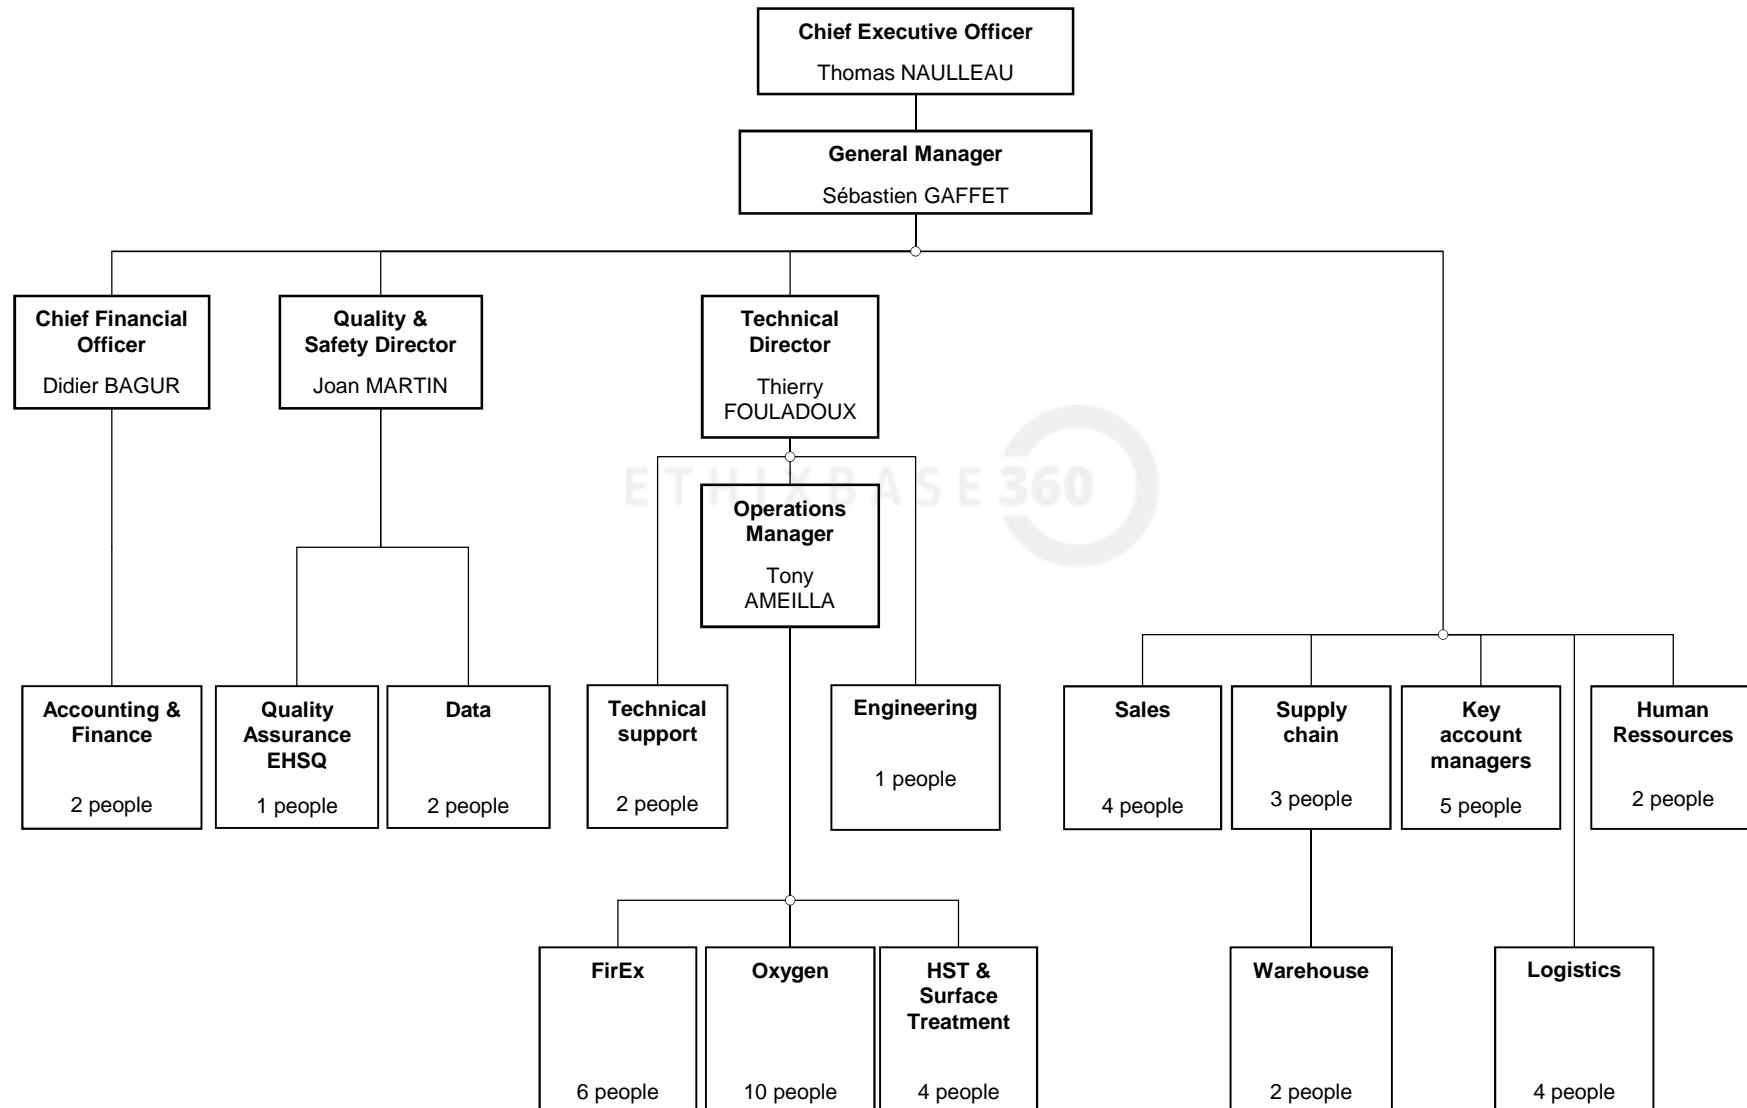 Chief Executive Officer
Thomas NAULLEAU
General Manager
Sébastien GAFFET
Chief Financial
Officer
Didier BAGUR
Quality &
Safety Director
Joan MARTIN
Technical
Director
Thierry
FOULADOUX
ETHIXBASE 360
Operations
Manager
Tony
AMEILLA
Accounting &
Finance
2 people
Quality
Assurance
EHSQ
1 people
Data
2 people
Technical
support
2 people
Engineering
1 people
Sales
4 people
Supply
chain
3 people
Key
account
managers
5 people
Human
Ressources
2 people
FirEx
6 people
Oxygen
10 people
HST &
Surface
Treatment
4 people
Warehouse
2 people
Logistics
4 people